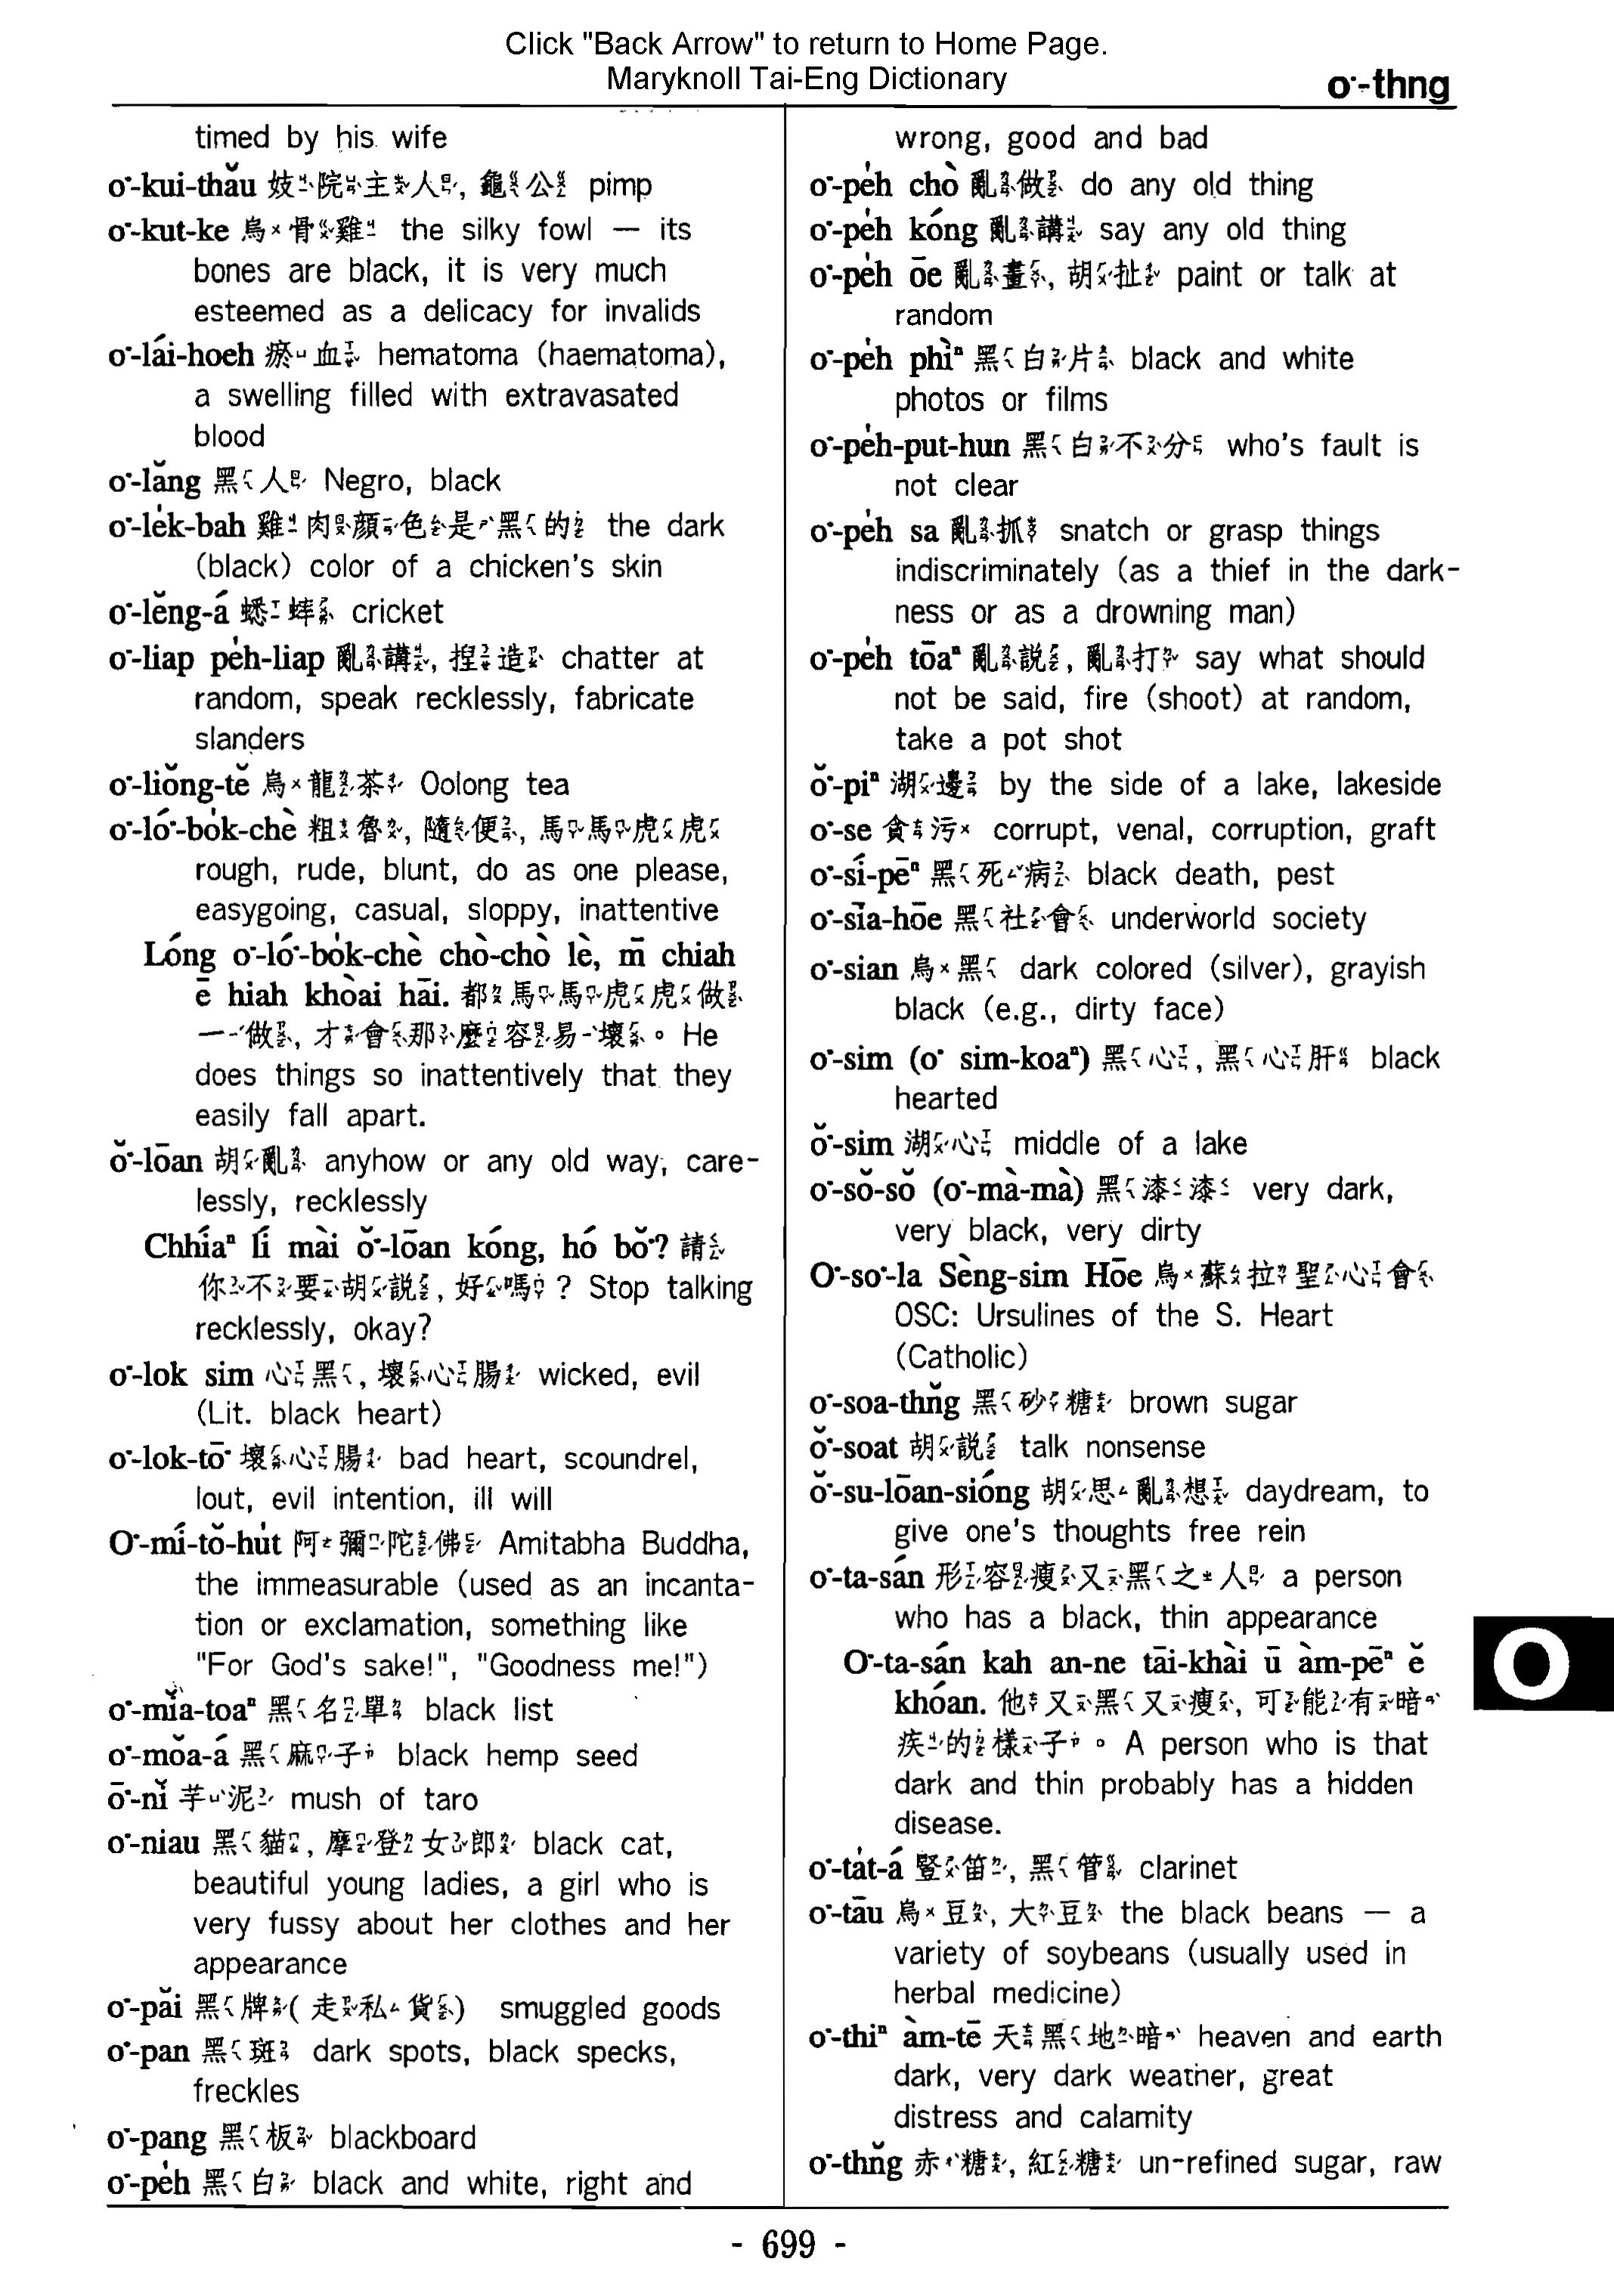 Click "Back Arrow" to return to Home Page.
Maryknoll Tai-Eng Dictionary
o͘-thng
timed by his wife
o͘-kui-thău 妓院主人, 龜公 pimp
o͘-kut-ke 烏骨雞 the silky fowl — its
bones are black, it is very much
esteemed as a delicacy for invalids
o͘-lái-hoeh 瘀血 hematoma (haematoma),
a swelling filled with extravasated
blood
o͘-lăng 黑人 Negro, black
o͘-le̍k-bah 雞肉顏色是黑的 the dark
(black) color of a chicken's skin
o͘-lĕng-á 蟋蟀 cricket
o͘-liap pe̍h-liap 亂講, 捏造 chatter at
random, speak recklessly, fabricate
slanders
o͘-liŏng-tĕ 烏龍茶 Oolong tea
o͘-ló͘-bo̍k-chè 粗魯, 隨便, 馬馬虎虎
rough, rude, blunt, do as one please,
easygoing, casual, sloppy, inattentive
Lóng o͘-ló͘-bo̍k-chè chò-chò lè, m̄ chiah
ē hiah khoài hāi. 都馬馬虎虎做
一做, 才會那麼容易壞。 He
does things so inattentively that they
easily fall apart.
ŏ͘-lōan 胡亂 anyhow or any old way, care-
lessly, recklessly
Chhíaⁿ lí mài ŏ͘-lōan kóng, hó bŏ͘? 請
你不要胡說, 好嗎? Stop talking
recklessly, okay?
o͘-lok sim 心黑, 壞心腸 wicked, evil
(Lit. black heart)
o͘-lok-tō͘ 壞心腸 bad heart, scoundrel,
lout, evil intention, ill will
O͘-mí-tŏ-hu̍t 阿彌陀佛 Amitabha Buddha,
the immeasurable (used as an incanta-
tion or exclamation, something like
"For God's sake!", "Goodness me!")
o͘-mĭa-toaⁿ 黑名單 black list
o͘-mŏa-á 黑麻子 black hemp seed
ō͘-nĭ 芋泥 mush of taro
o͘-niau 黑貓, 摩登女郎 black cat,
beautiful young ladies, a girl who is
very fussy about her clothes and her
appearance
o͘-păi 黑牌(走私貨) smuggled goods
o͘-pan 黑斑 dark spots, black specks,
freckles
o͘-pang 黑板 blackboard
o͘-pe̍h 黑白 black and white, right and
wrong, good and bad
o͘-pe̍h chò 亂做 do any old thing
o͘-pe̍h kóng 亂講 say any old thing
o͘-pe̍h ōe 亂畫, 胡扯 paint or talk at
random
o͘-pe̍h phìⁿ 黑白片 black and white
photos or films
o͘-pe̍h-put-hun 黑白不分 who's fault is
not clear
o͘-pe̍h sa 亂抓 snatch or grasp things
indiscriminately (as a thief in the dark-
ness or as a drowning man)
o͘-pe̍h tōaⁿ 亂說, 亂打 say what should
not be said, fire (shoot) at random,
take a pot shot
ŏ͘-piⁿ 湖邊 by the side of a lake, lakeside
o͘-se 貪污 corrupt, venal, corruption, graft
o͘-sí-pēⁿ 黑死病 black death, pest
o͘-sīa-hōe 黑社會 underworld society
o͘-sian 烏黑 dark colored (silver), grayish
black (e.g., dirty face)
o͘-sim (o͘ sim-koaⁿ) 黑心, 黑心肝 black
hearted
ŏ͘-sim 湖心 middle of a lake
o͘-sŏ-sŏ (o͘-mà-mà) 黑漆漆 very dark,
very black, very dirty
O͘-so͘-la Sèng-sim Hōe 烏蘇拉聖心會
OSC: Ursulines of the S. Heart
(Catholic)
o͘-soa-thn̆g 黑砂糖 brown sugar
ŏ͘-soat 胡說 talk nonsense
ŏ͘-su-lōan-sióng 胡思亂想 daydream, to
give one's thoughts free rein
o͘-ta-sán 形容瘦又黑之人 a person
who has a black, thin appearance
O͘-ta-sán kah an-ne tāi-khài ū àm-pēⁿ ĕ
khóan. 他又黑又瘦, 可能有暗
疾的樣子。 A person who is that
dark and thin probably has a hidden
disease.
o͘-ta̍t-á 豎笛, 黑管 clarinet
o͘-tāu 烏豆, 大豆 the black beans — a
variety of soybeans (usually used in
herbal medicine)
o͘-thiⁿ àm-tē 天黑地暗 heaven and earth
dark, very dark weather, great
distress and calamity
o͘-thn̆g 赤糖, 紅糖 un-refined sugar, raw
O
- 699 -